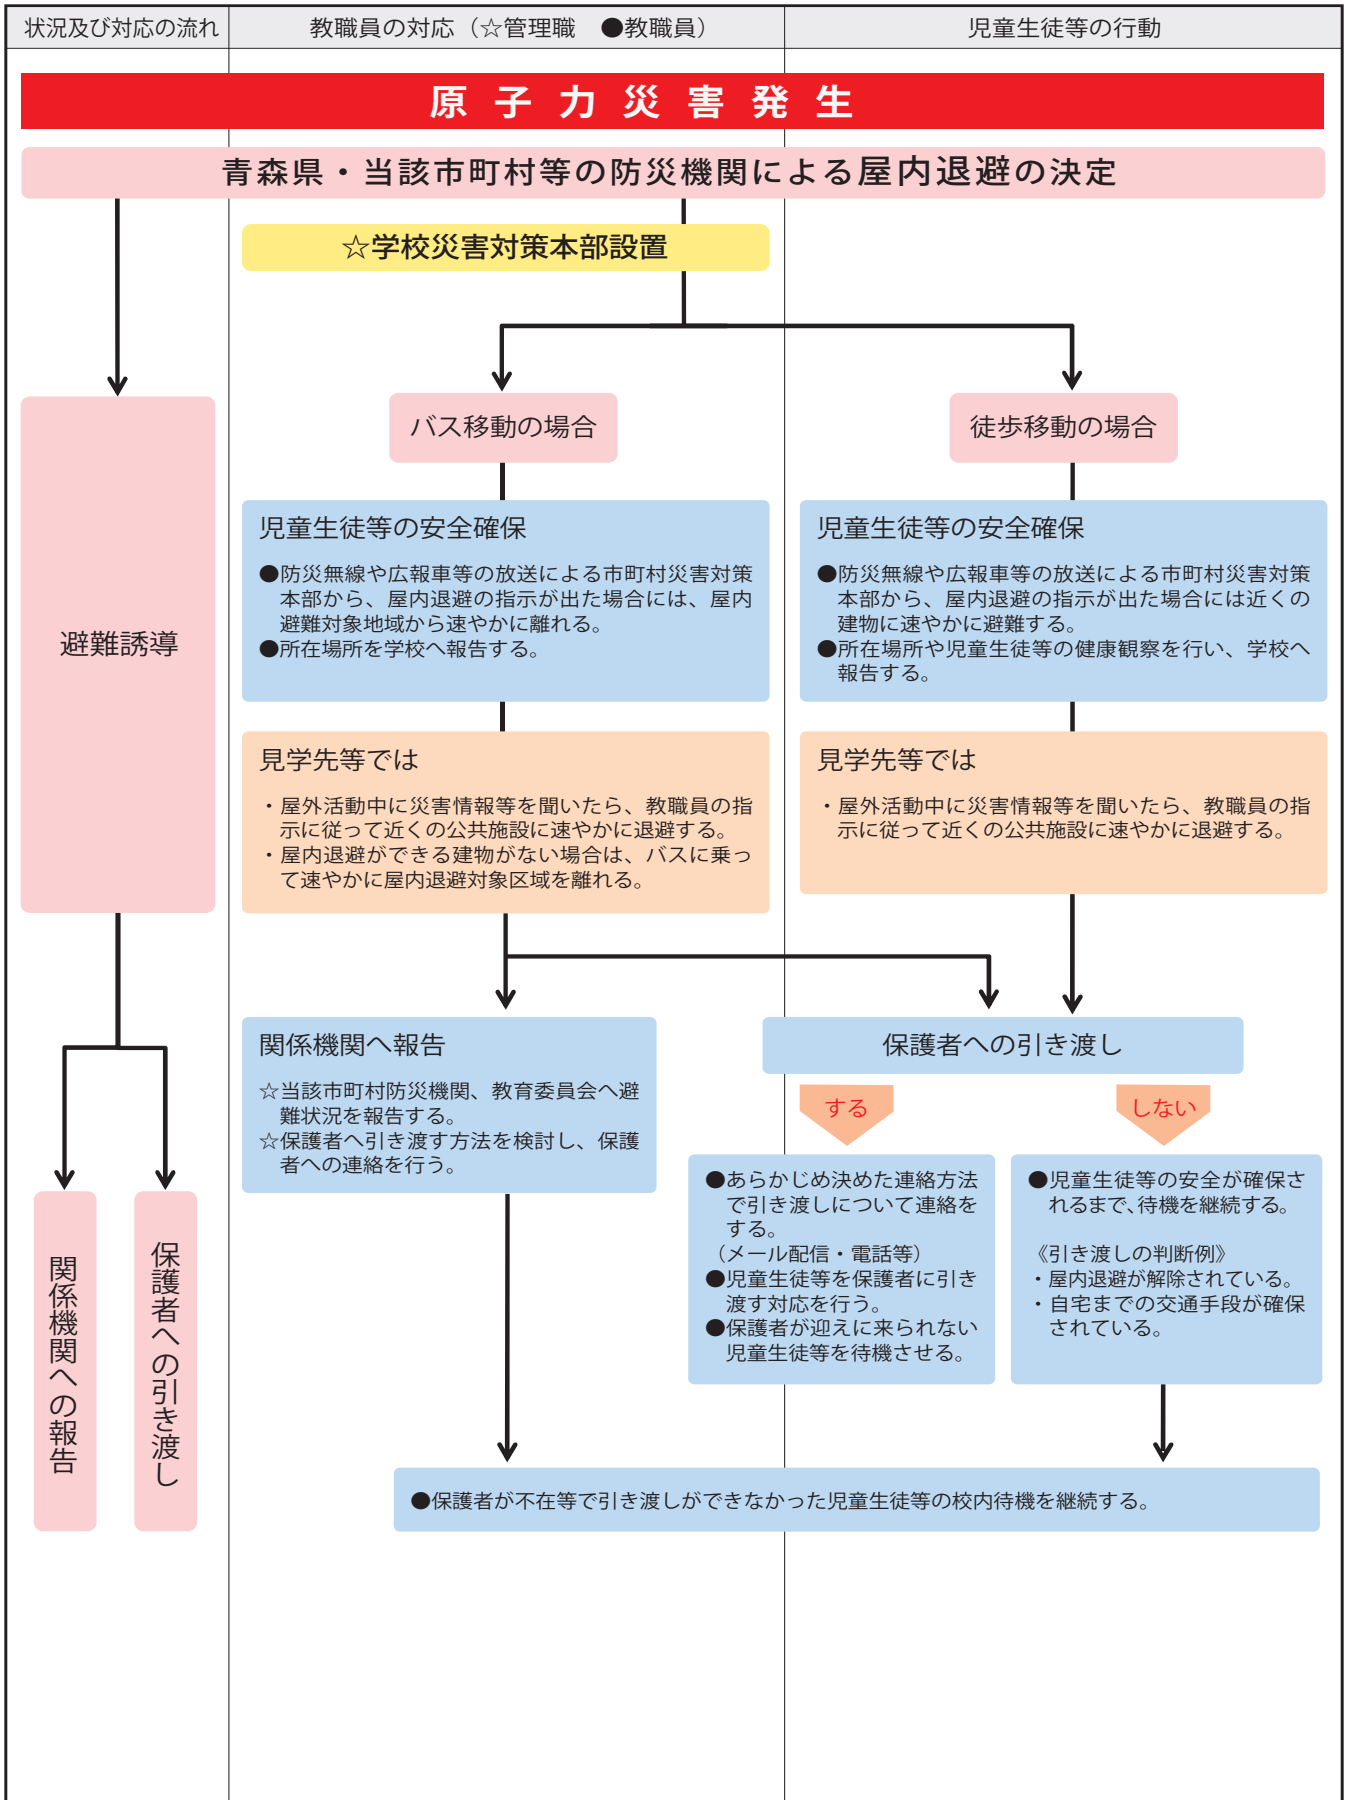 状況及び対応の流れ
教職員の対応（☆管理職　●教職員）
児童生徒等の行動
原子力災害発生
青森県・当該市町村等の防災機関による屋内退避の決定
☆学校災害対策本部設置
避難誘導
バス移動の場合
児童生徒等の安全確保
●防災無線や広報車等の放送による市町村災害対策
本部から、屋内退避の指示が出た場合には、屋内
避難対象地域から速やかに離れる。
●所在場所を学校へ報告する。
見学先等では
・屋外活動中に災害情報等を聞いたら、教職員の指
示に従って近くの公共施設に速やかに退避する。
・屋内退避ができる建物がない場合は、バスに乗っ
て速やかに屋内退避対象区域を離れる。
徒歩移動の場合
児童生徒等の安全確保
●防災無線や広報車等の放送による市町村災害対策
本部から、屋内退避の指示が出た場合には近くの
建物に速やかに避難する。
●所在場所や児童生徒等の健康観察を行い、学校へ
報告する。
見学先等では
・屋外活動中に災害情報等を聞いたら、教職員の指
示に従って近くの公共施設に速やかに退避する。
関係機関への報告
保護者への引き渡し
関係機関へ報告
☆当該市町村防災機関、教育委員会へ避
難状況を報告する。
☆保護者へ引き渡す方法を検討し、保護
者への連絡を行う。
保護者への引き渡し
する
●あらかじめ決めた連絡方法
で引き渡しについて連絡を
する。
（メール配信・電話等）
●児童生徒等を保護者に引き
渡す対応を行う。
●保護者が迎えに来られない
児童生徒等を待機させる。
しない
●児童生徒等の安全が確保さ
れるまで、待機を継続する。
《引き渡しの判断例》
・屋内退避が解除されている。
・自宅までの交通手段が確保
されている。
●保護者が不在等で引き渡しができなかった児童生徒等の校内待機を継続する。